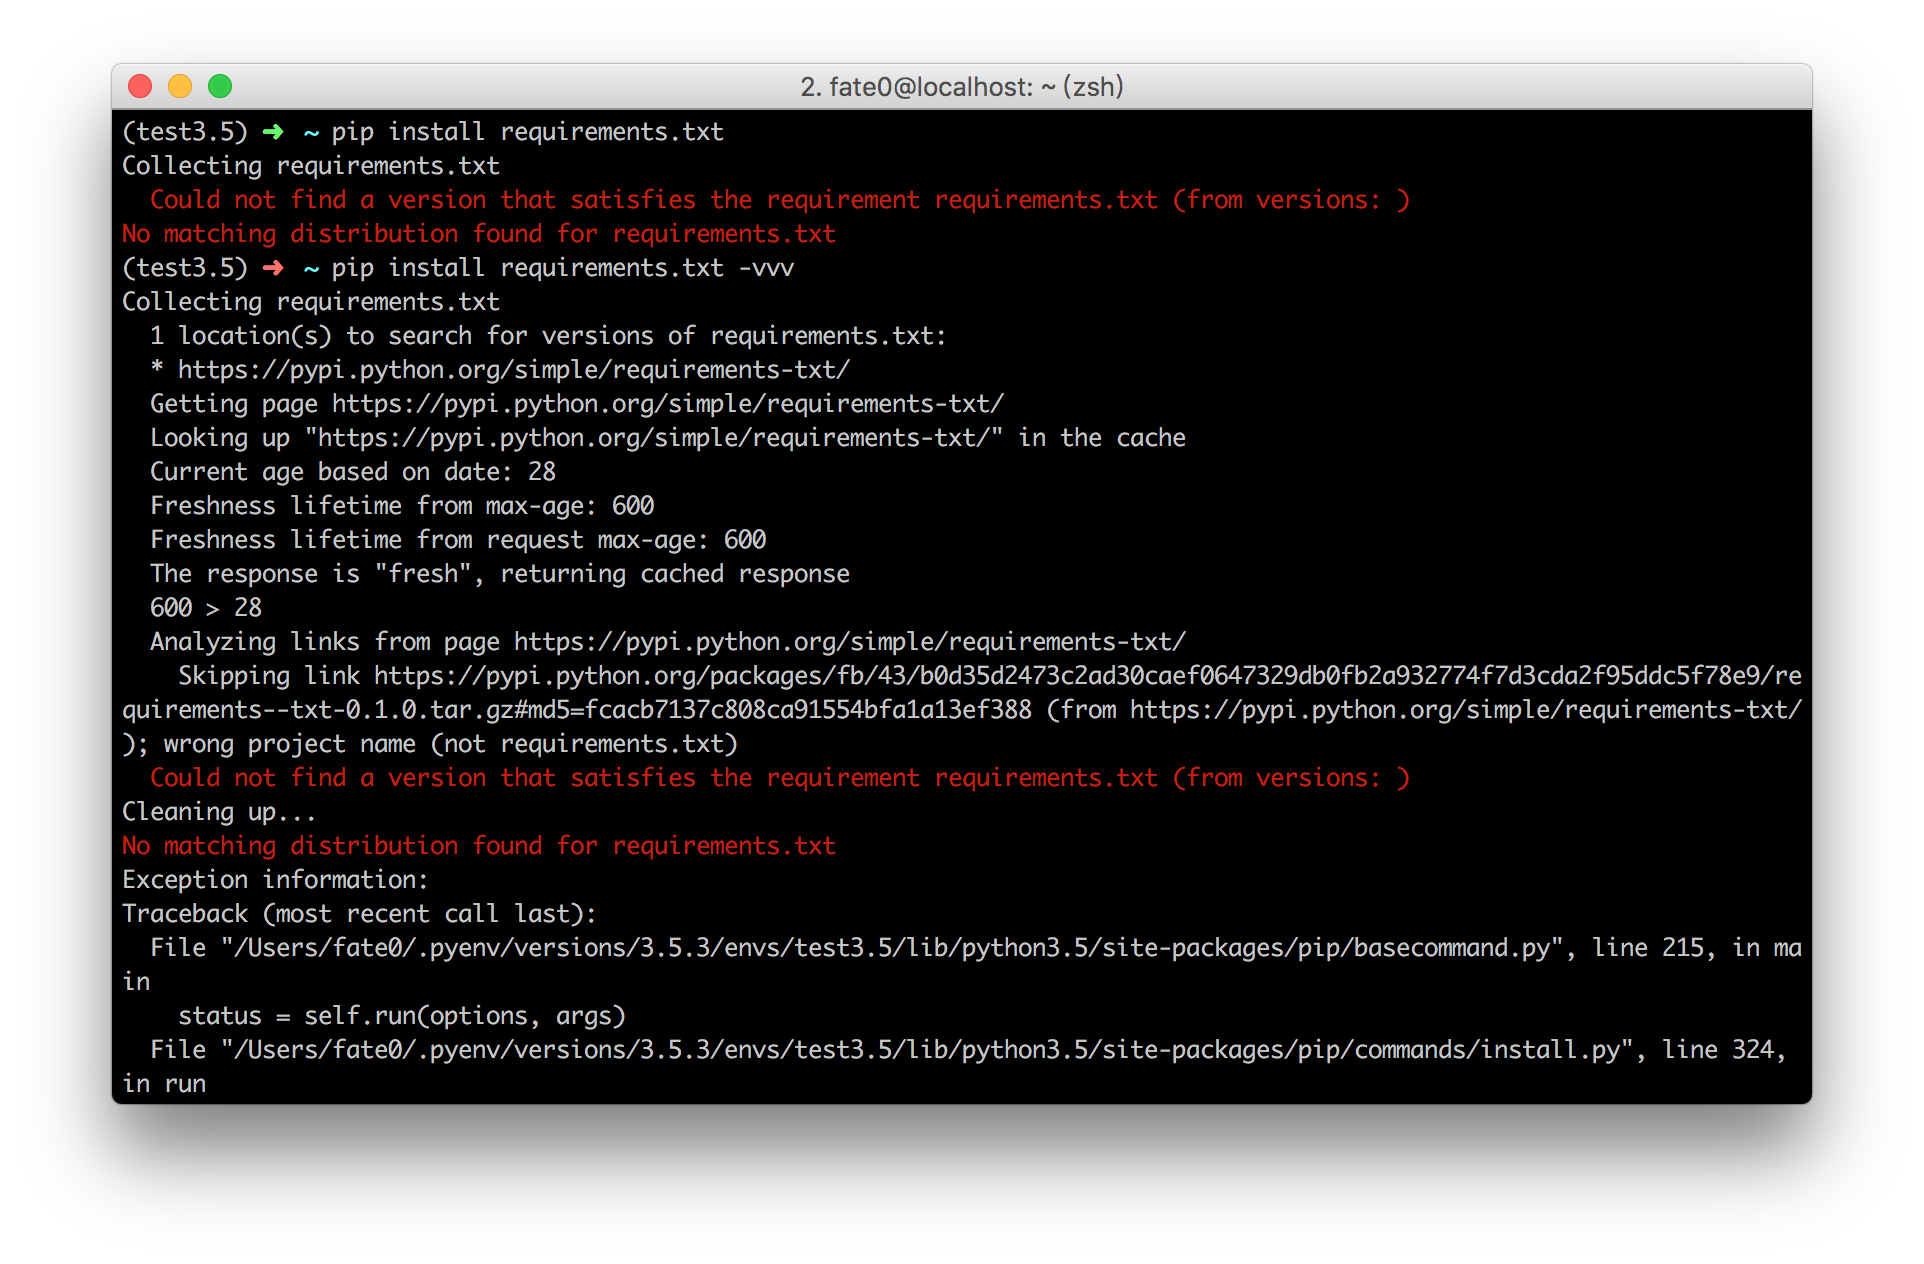 2. fate0@localhost: ~ (zsh)
(test3.5) ➜ ~ pip install requirements.txt
Collecting requirements.txt
  Could not find a version that satisfies the requirement requirements.txt (from versions: )
No matching distribution found for requirements.txt
(test3.5) ➜ ~ pip install requirements.txt -vvv
Collecting requirements.txt
  1 location(s) to search for versions of requirements.txt:
  * https://pypi.python.org/simple/requirements-txt/
  Getting page https://pypi.python.org/simple/requirements-txt/
  Looking up "https://pypi.python.org/simple/requirements-txt/" in the cache
  Current age based on date: 28
  Freshness lifetime from max-age: 600
  Freshness lifetime from request max-age: 600
  The response is "fresh", returning cached response
  600 > 28
  Analyzing links from page https://pypi.python.org/simple/requirements-txt/
    Skipping link https://pypi.python.org/packages/fb/43/b0d35d2473c2ad30caef0647329db0fb2a932774f7d3cda2f95ddc5f78e9/re
quirements--txt-0.1.0.tar.gz#md5=fcacb7137c808ca91554bfa1a13ef388 (from https://pypi.python.org/simple/requirements-txt/
); wrong project name (not requirements.txt)
  Could not find a version that satisfies the requirement requirements.txt (from versions: )
Cleaning up...
No matching distribution found for requirements.txt
Exception information:
Traceback (most recent call last):
  File "/Users/fate0/.pyenv/versions/3.5.3/envs/test3.5/lib/python3.5/site-packages/pip/basecommand.py", line 215, in ma
in
    status = self.run(options, args)
  File "/Users/fate0/.pyenv/versions/3.5.3/envs/test3.5/lib/python3.5/site-packages/pip/commands/install.py", line 324,
in run